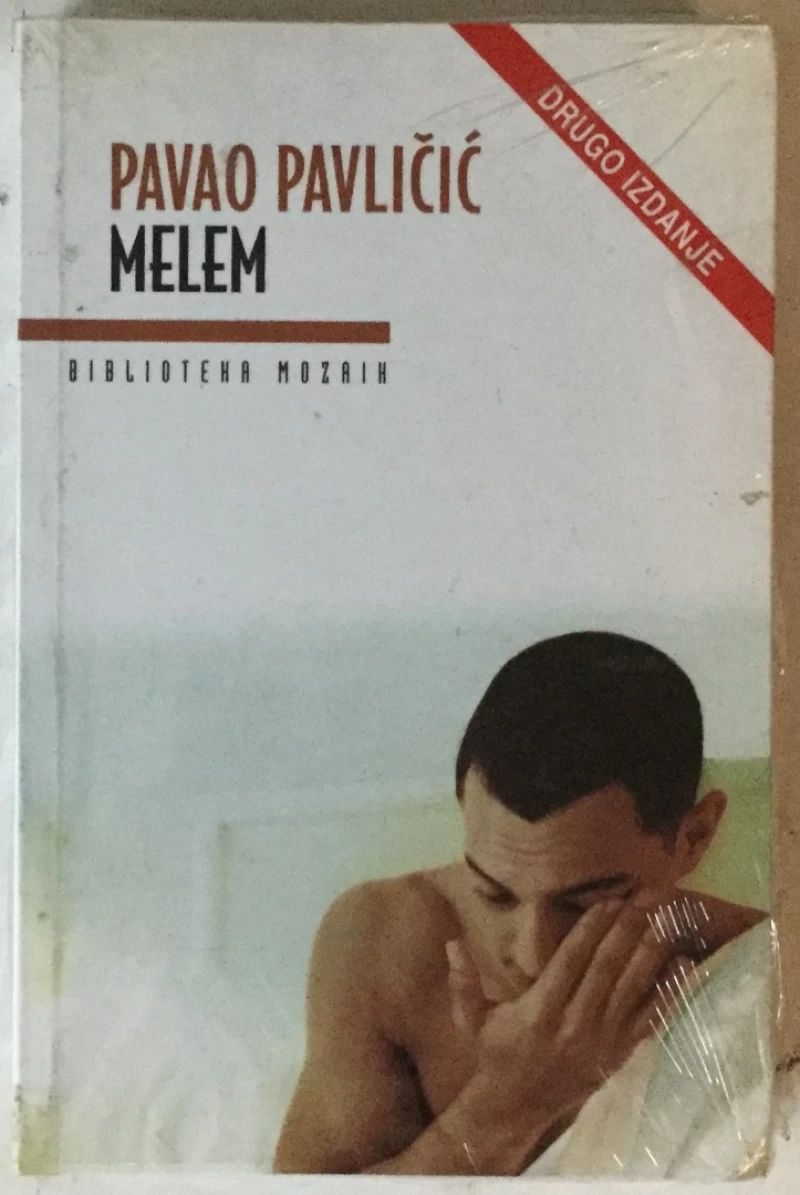 PAVAO PAVLIČIĆ
MELEM
BIBLIOTEKA MOZAIK
DRUGO IZDANJE